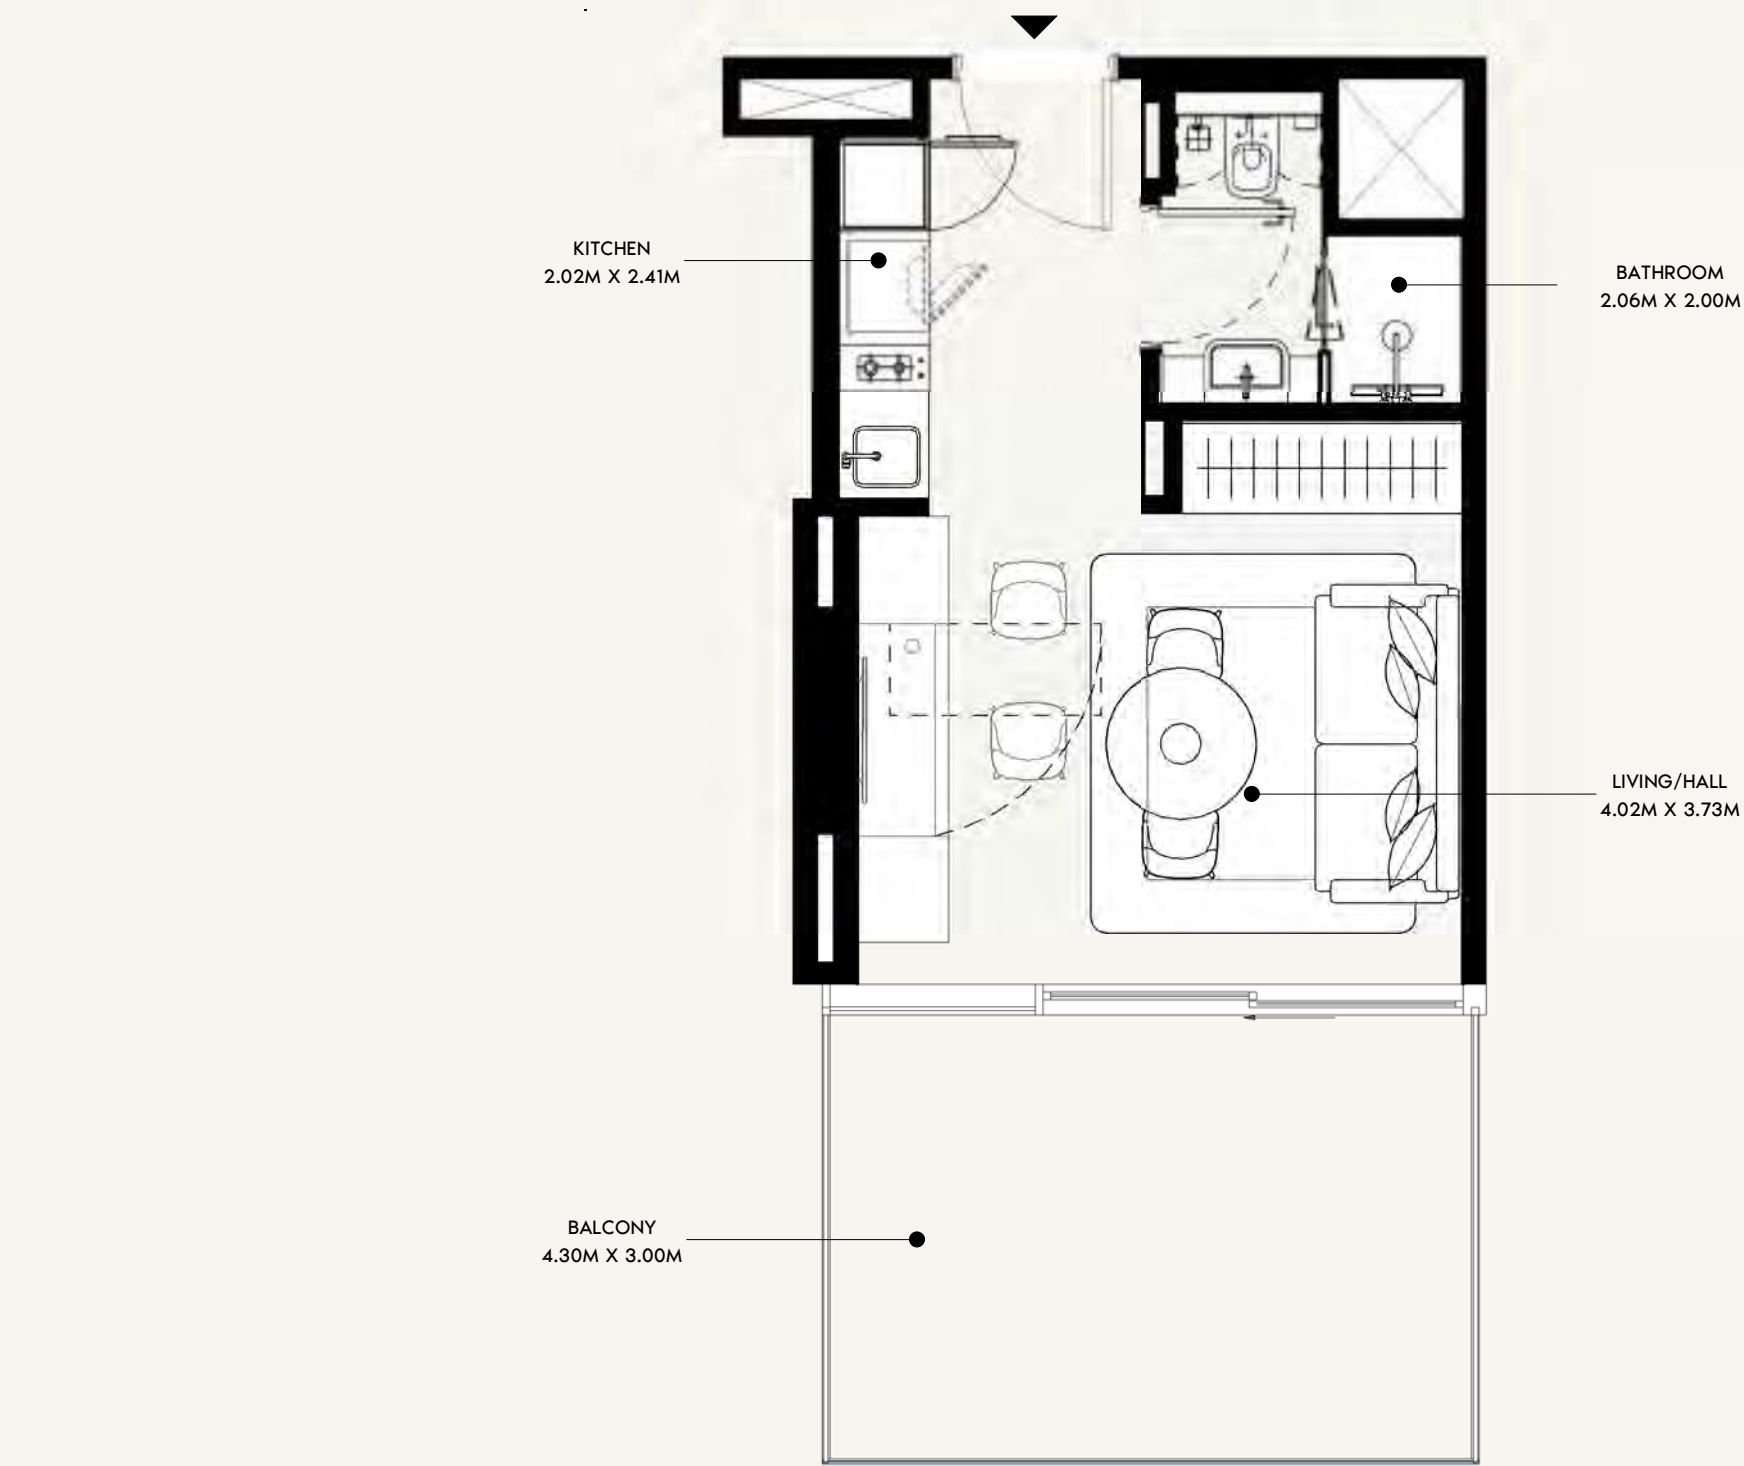 KITCHEN
2.02M X 2.41M
BATHROOM
2.06M X 2.00M
LIVING/HALL
4.02M X 3.73M
BALCONY
4.30M X 3.00M